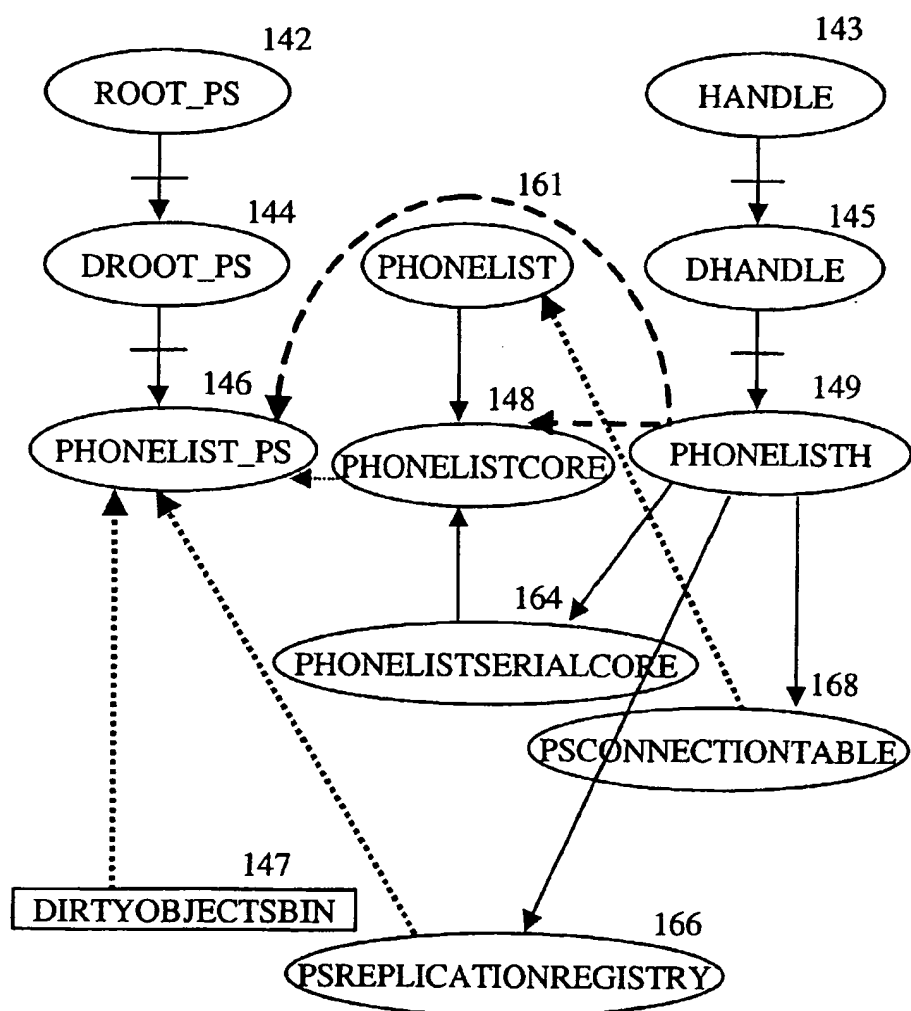 142
143
ROOT_PS
HANDLE
144
161
145
DROOT_PS
PHONELIST
DHANDLE
146
148
149
PHONELIST_PS
PHONELISTCORE
PHONELISTH
164
PHONELISTSERIALCORE
168
PSCONNECTIONTABLE
147
DIRTYOBJECTSBIN
166
PSREPLICATIONREGISTRY